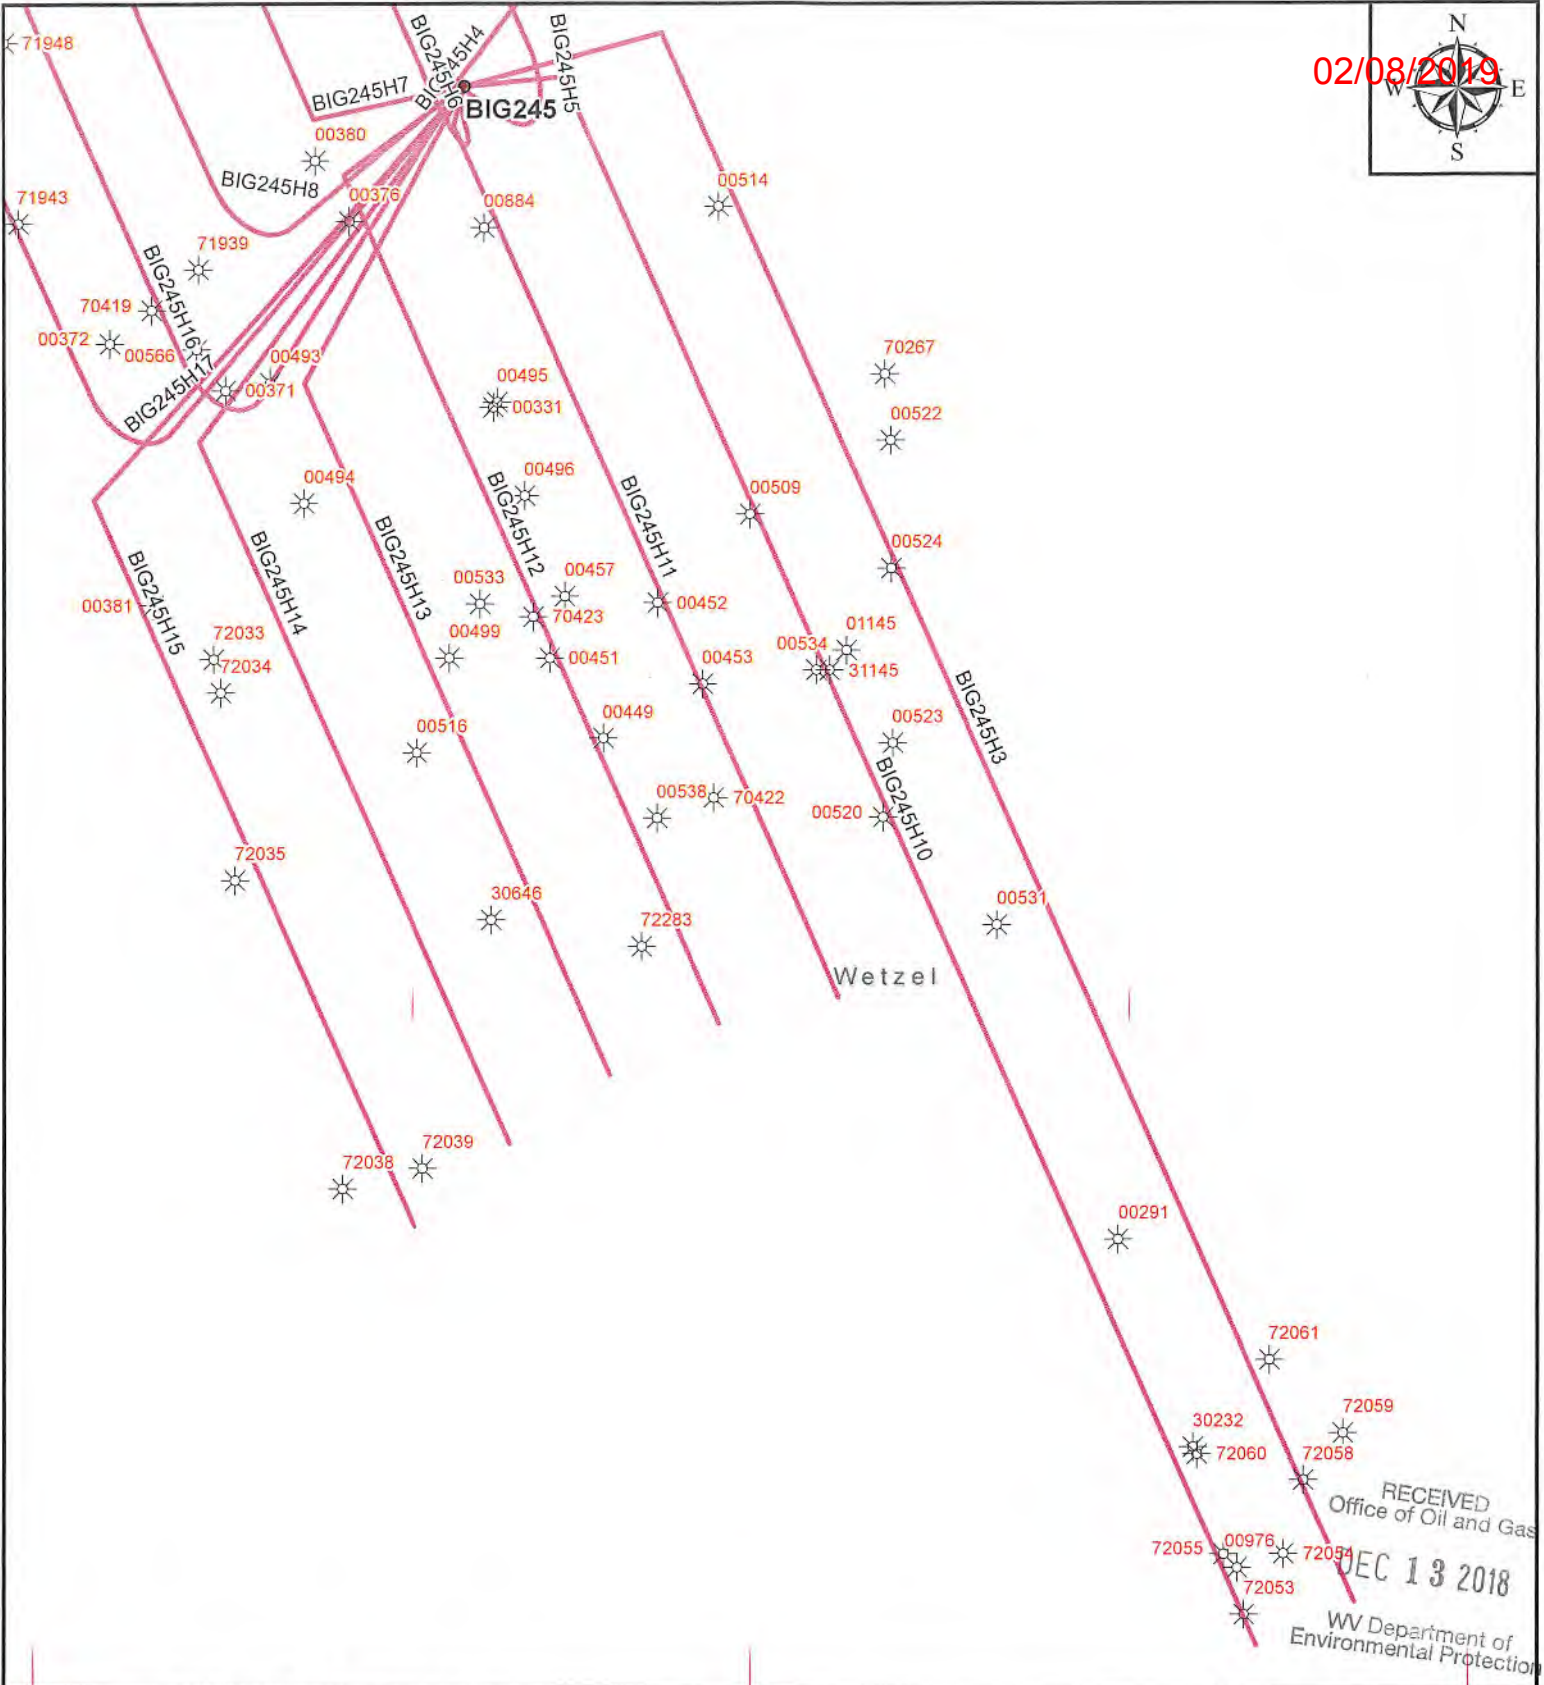 N
02/08/2019
W
E
S
71948
BIG245H7
BIG245H6
BIG245H4
BIG245H5
BIG245
00380
BIG245H8
00376
00884
00514
71943
71939
BIG245H16
70419
00372
00566
00493
00371
BIG245H17
00495
00331
70267
00522
00494
00496
00509
BIG245H12
BIG245H11
BIG245H13
BIG245H14
BIG245H15
00524
00533
00457
00381
70423
00452
72033
72034
00499
00451
00453
00534
01145
31145
BIG245H3
00516
00449
00523
BIG245H10
00538
70422
00520
72035
30646
72283
00531
Wetzel
72038
72039
00291
72061
30232
72060
72059
72058
RECEIVED
Office of Oil and Gas
72055
00976
72054
DEC 13 2018
72053
WV Department of
Environmental Protection